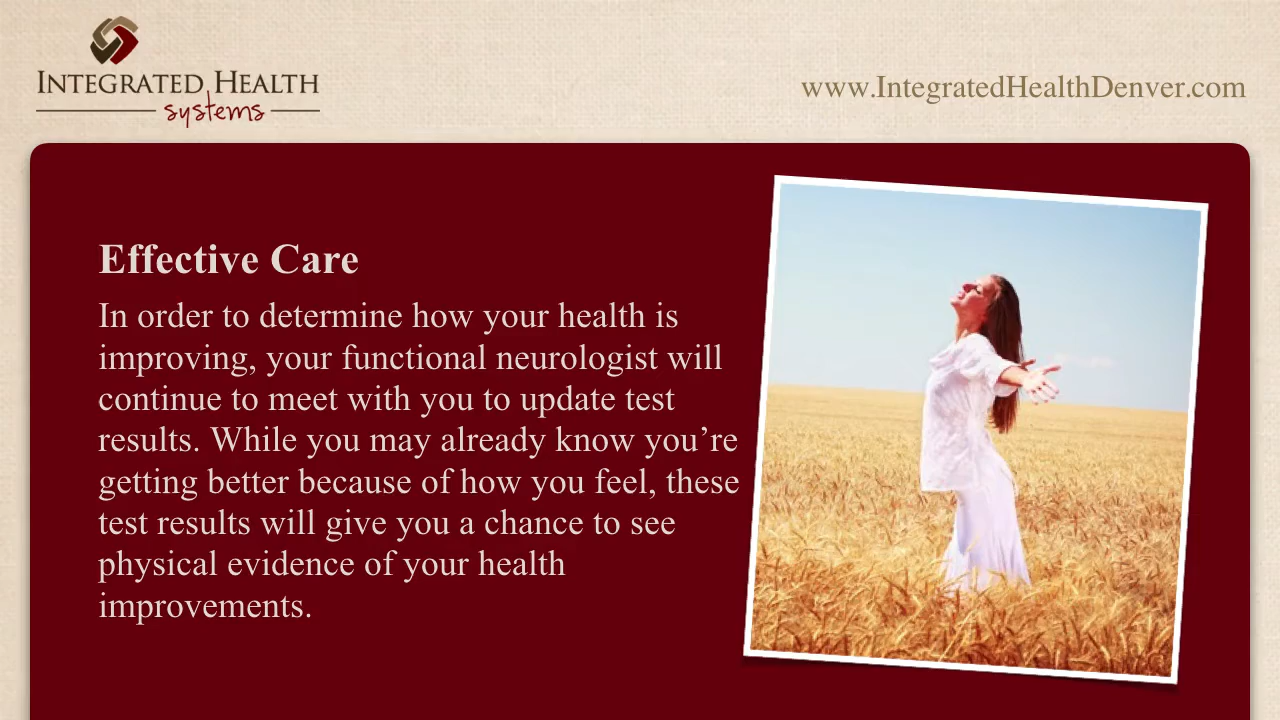 INTEGRATED HEALTH
systems
www.IntegratedHealthDenver.com
Effective Care
In order to determine how your health is
improving, your functional neurologist will
continue to meet with you to update test
results. While you may already know you’re
getting better because of how you feel, these
test results will give you a chance to see
physical evidence of your health
improvements.